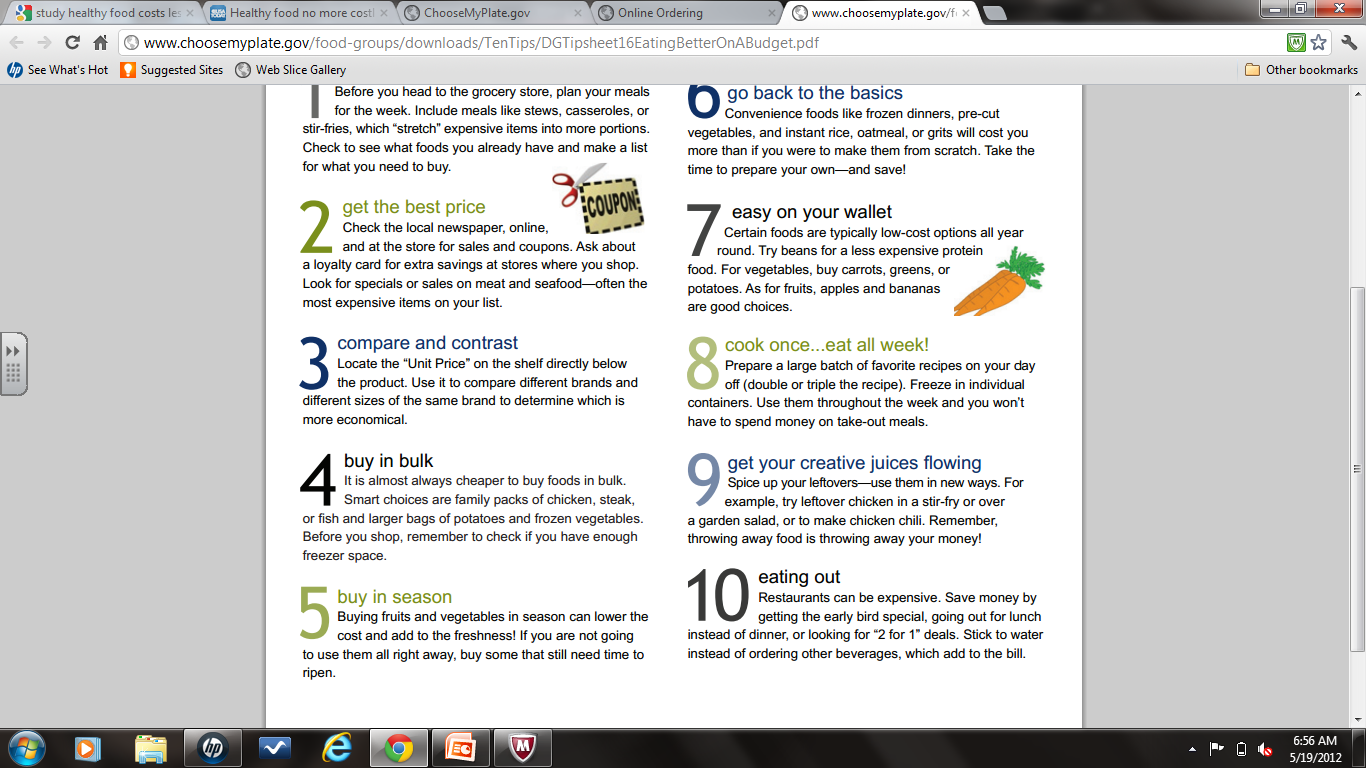 study healthy food costs les
Healthy food no more costl
ChooseMyPlate.gov
Online Ordering
www.choosemyplate.gov/fo
www.choosemyplate.gov/food-groups/downloads/TenTips/DGTipsheet16EatingBetterOnABudget.pdf
See What's Hot
Suggested Sites
Web Slice Gallery
Other bookmarks
1
Before you head to the grocery store, plan your meals
for the week. Include meals like stews, casseroles, or
stir-fries, which “stretch” expensive items into more portions.
Check to see what foods you already have and make a list
for what you need to buy.
COUPON
2 get the best price
Check the local newspaper, online,
and at the store for sales and coupons. Ask about
a loyalty card for extra savings at stores where you shop.
Look for specials or sales on meat and seafood—often the
most expensive items on your list.
3 compare and contrast
Locate the “Unit Price” on the shelf directly below
the product. Use it to compare different brands and
different sizes of the same brand to determine which is
more economical.
4 buy in bulk
It is almost always cheaper to buy foods in bulk.
Smart choices are family packs of chicken, steak,
or fish and larger bags of potatoes and frozen vegetables.
Before you shop, remember to check if you have enough
freezer space.
5 buy in season
Buying fruits and vegetables in season can lower the
cost and add to the freshness! If you are not going
to use them all right away, buy some that still need time to
ripen.
6 go back to the basics
Convenience foods like frozen dinners, pre-cut
vegetables, and instant rice, oatmeal, or grits will cost you
more than if you were to make them from scratch. Take the
time to prepare your own—and save!
7 easy on your wallet
Certain foods are typically low-cost options all year
round. Try beans for a less expensive protein
food. For vegetables, buy carrots, greens, or
potatoes. As for fruits, apples and bananas
are good choices.
8 cook once...eat all week!
Prepare a large batch of favorite recipes on your day
off (double or triple the recipe). Freeze in individual
containers. Use them throughout the week and you won’t
have to spend money on take-out meals.
9 get your creative juices flowing
Spice up your leftovers—use them in new ways. For
example, try leftover chicken in a stir-fry or over
a garden salad, or to make chicken chili. Remember,
throwing away food is throwing away your money!
10 eating out
Restaurants can be expensive. Save money by
getting the early bird special, going out for lunch
instead of dinner, or looking for “2 for 1” deals. Stick to water
instead of ordering other beverages, which add to the bill.
6:56 AM
5/19/2012